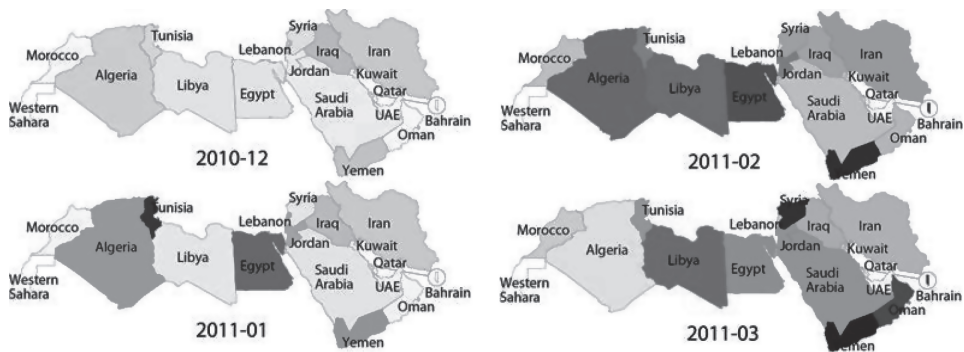 Morocco
Tunisia
Algeria
Western
Sahara
Libya
Egypt
Lebanon
Syria
Iraq
Iran
Jordan
Kuwait
Saudi
Arabia
Qatar
UAE
Bahrain
Oman
Yemen
2010-12
Morocco
Tunisia
Algeria
Western
Sahara
Libya
Egypt
Lebanon
Syria
Iraq
Iran
Jordan
Kuwait
Saudi
Arabia
Qatar
UAE
Bahrain
Oman
Yemen
2011-02
Morocco
Tunisia
Algeria
Western
Sahara
Libya
Egypt
Lebanon
Syria
Iraq
Iran
Jordan
Kuwait
Saudi
Arabia
Qatar
UAE
Bahrain
Oman
Yemen
2011-01
Morocco
Tunisia
Algeria
Western
Sahara
Libya
Egypt
Lebanon
Syria
Iraq
Iran
Jordan
Kuwait
Saudi
Arabia
Qatar
UAE
Bahrain
Oman
Yemen
2011-03